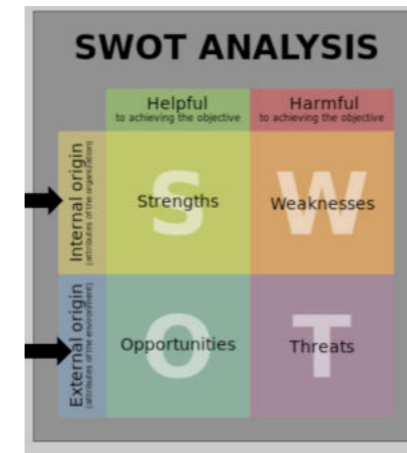 SWOT ANALYSIS
Helpful
to achieving the objective
Harmful
to achieving the objective
Internal origin
(attributes of the organization)
S
Strengths
W
Weaknesses
External origin
(attributes of the environment)
O
Opportunities
T
Threats